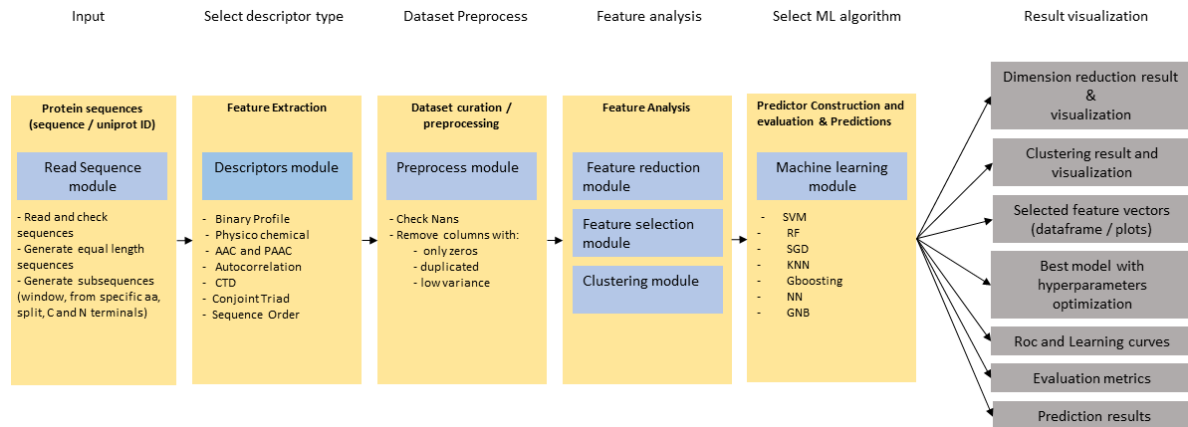 Input
Select descriptor type
Dataset Preprocess
Feature analysis
Select ML algorithm
Result visualization
Protein sequences
(sequence / uniprot ID)
Read Sequence
module
- Read and check
sequences
- Generate equal length
sequences
- Generate subsequences
(window, from specific aa,
split, C and N terminals)
Feature Extraction
Descriptors module
- Binary Profile
- Physico chemical
- AAC and PAAC
- Autocorrelation
- CTD
- Conjoint Triad
- Sequence Order
Dataset curation /
preprocessing
Preprocess module
- Check Nans
- Remove columns with:
- only zeros
- duplicated
- low variance
Feature Analysis
Feature reduction
module
Feature selection
module
Clustering module
Predictor Construction and
evaluation & Predictions
Machine learning
module
- SVM
- RF
- SGD
- KNN
- Gboosting
- NN
- GNB
Dimension reduction result
&
visualization
Clustering result and
visualization
Selected feature vectors
(dataframe / plots)
Best model with
hyperparameters
optimization
Roc and Learning curves
Evaluation metrics
Prediction results